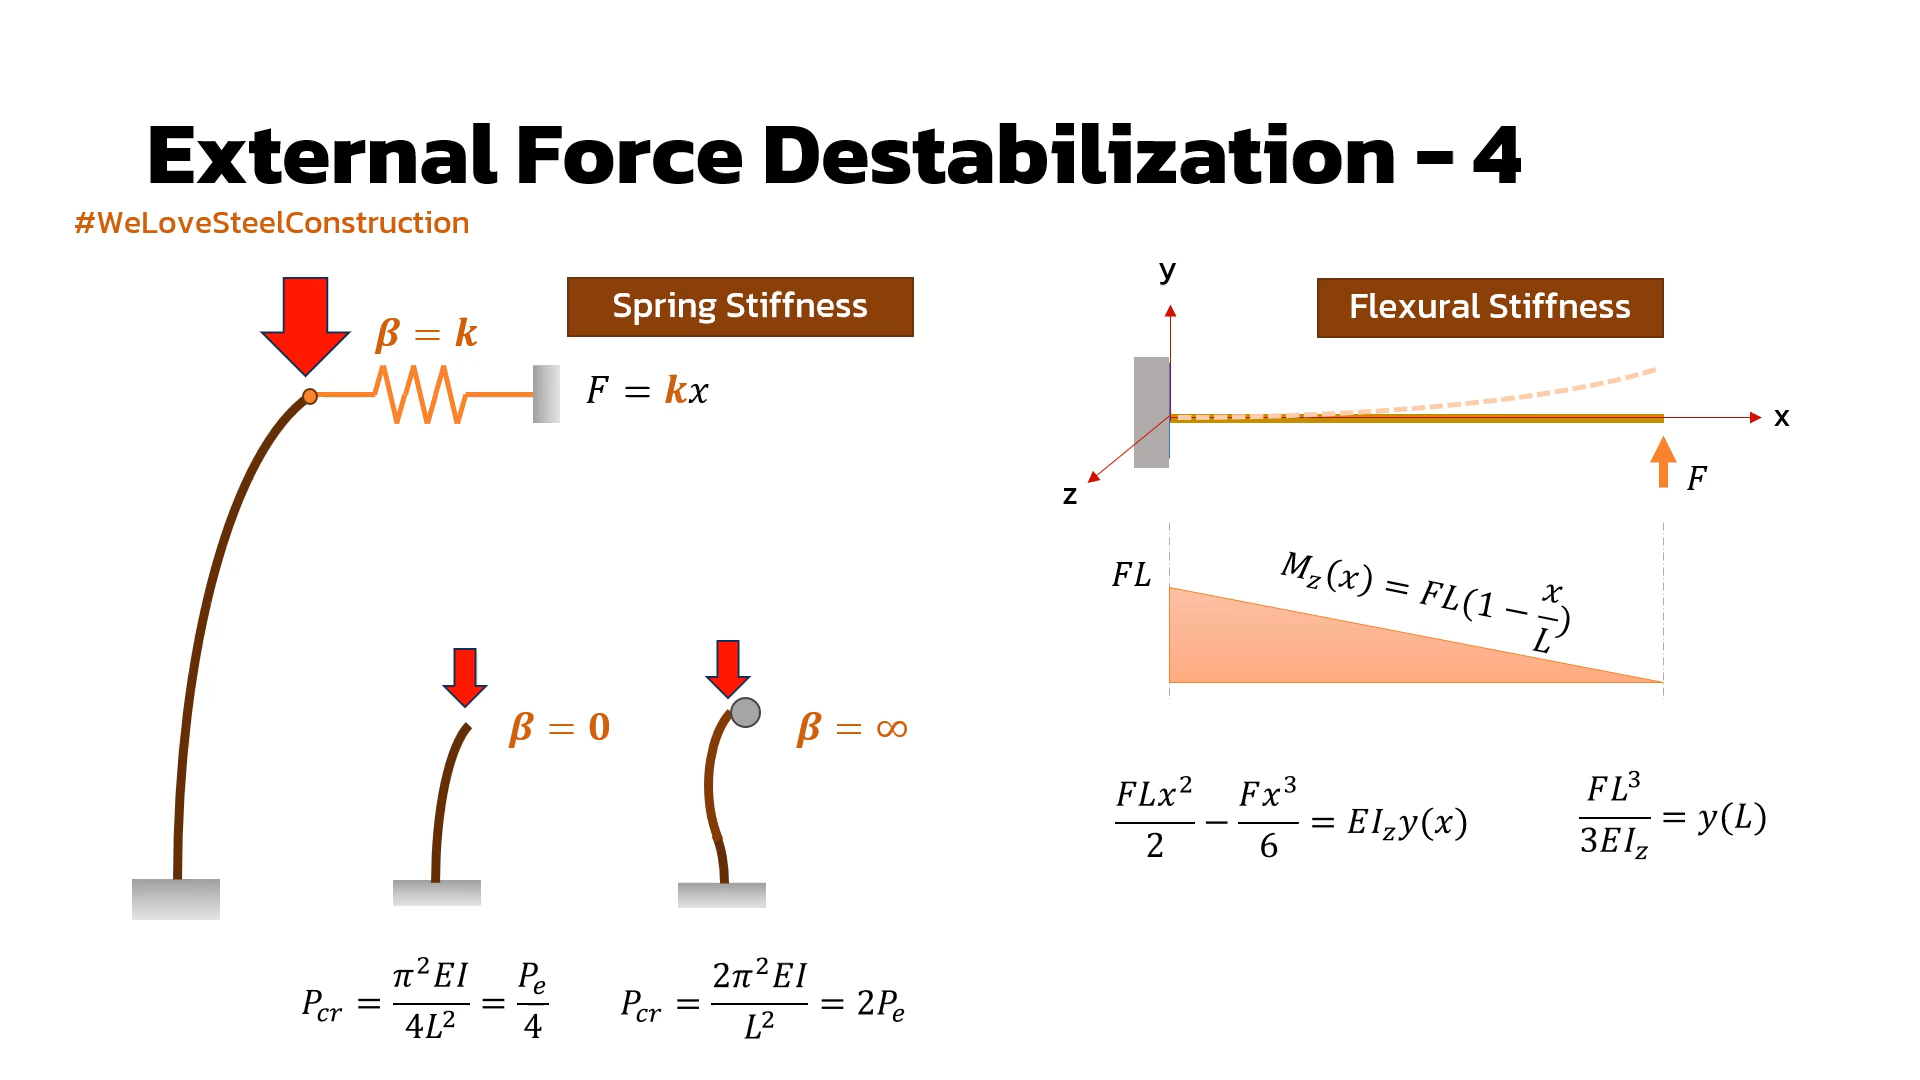 External Force Destabilization - 4
#WeLoveSteelConstruction
Spring Stiffness
β = k
F = kx
β = 0
β = ∞
P_cr = π²EI/4L² = P_e/4
P_cr = 2π²EI/L² = 2P_e
Flexural Stiffness
y
x
z
F
FL
M_z(x) = FL(1 − x/L)
FLx²/2 − Fx³/6 = EI_z y(x)
FL³/3EI_z = y(L)